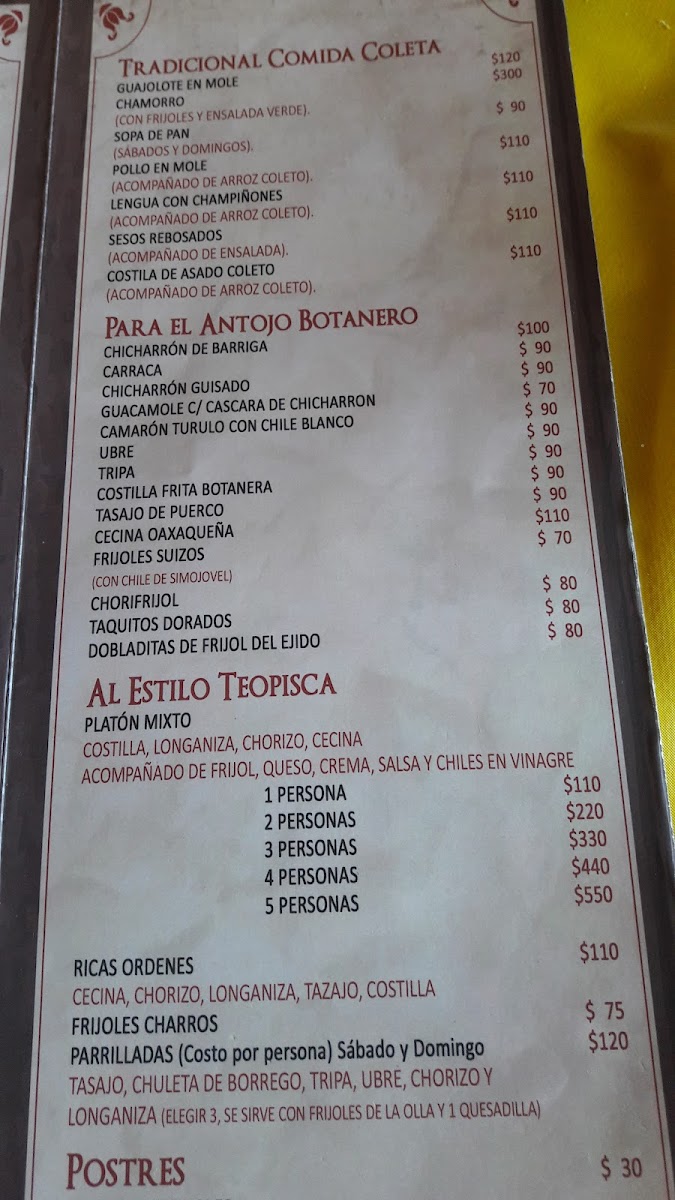 TRADICIONAL COMIDA COLETA
GUAJOLOTE EN MOLE $120
CHAMORRO $300
(CON FRIJOLES Y ENSALADA VERDE).
SOPA DE PAN $ 90
(SÁBADOS Y DOMINGOS).
POLLO EN MOLE $110
(ACOMPAÑADO DE ARROZ COLETO).
LENGUA CON CHAMPIÑONES $110
(ACOMPAÑADO DE ARROZ COLETO).
SESOS REBOSADOS $110
(ACOMPAÑADO DE ENSALADA).
COSTILA DE ASADO COLETO $110
(ACOMPAÑADO DE ARROZ COLETO).
PARA EL ANTOJO BOTANERO
CHICHARRÓN DE BARRIGA $100
CARRACA $ 90
CHICHARRÓN GUISADO $ 90
GUACAMOLE C/ CASCARA DE CHICHARRON $ 70
CAMARÓN TURULO CON CHILE BLANCO $ 90
UBRE $ 90
TRIPA $ 90
COSTILLA FRITA BOTANERA $ 90
TASAJO DE PUERCO $ 90
CECINA OAXAQUEÑA $110
FRIJOLES SUIZOS $ 70
(CON CHILE DE SIMOJOVEL)
CHORIFRIJOL $ 80
TAQUITOS DORADOS $ 80
DOBLADITAS DE FRIJOL DEL EJIDO $ 80
AL ESTILO TEOPISCA
PLATÓN MIXTO
COSTILLA, LONGANIZA, CHORIZO, CECINA
ACOMPAÑADO DE FRIJOL, QUESO, CREMA, SALSA Y CHILES EN VINAGRE
1 PERSONA $110
2 PERSONAS $220
3 PERSONAS $330
4 PERSONAS $440
5 PERSONAS $550
RICAS ORDENES $110
CECINA, CHORIZO, LONGANIZA, TAZAJO, COSTILLA
FRIJOLES CHARROS $ 75
PARRILLADAS (Costo por persona) Sábado y Domingo $120
TASAJO, CHULETA DE BORREGO, TRIPA, UBRE, CHORIZO Y
LONGANIZA (ELEGIR 3, SE SIRVE CON FRIJOLES DE LA OLLA Y 1 QUESADILLA)
POSTRES $ 30